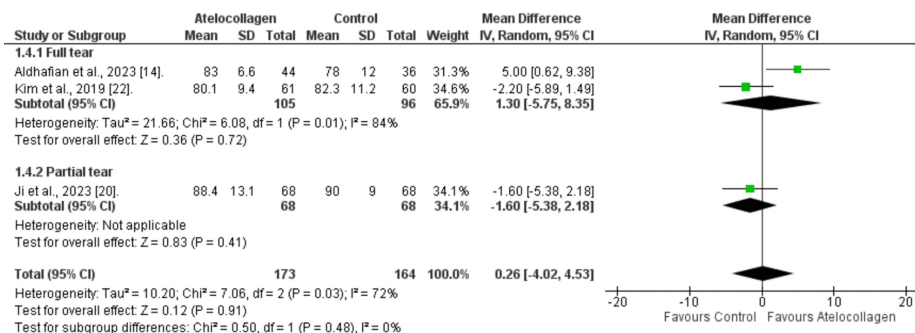 Atelocollagen Control Mean Difference Mean Difference
Study or Subgroup Mean SD Total Mean SD Total Weight IV, Random, 95% CI IV, Random, 95% CI
1.4.1 Full tear
Aldhafian et al., 2023 [14]. 83 6.6 44 78 12 36 31.3% 5.00 [0.62, 9.38]
Kim et al., 2019 [22]. 80.1 9.4 61 82.3 11.2 60 34.6% -2.20 [-5.89, 1.49]
Subtotal (95% CI) 105 96 65.9% 1.30 [-5.75, 8.35]
Heterogeneity: Tau² = 21.66; Chi² = 6.08, df = 1 (P = 0.01); I² = 84%
Test for overall effect: Z = 0.36 (P = 0.72)
1.4.2 Partial tear
Ji et al., 2023 [20]. 88.4 13.1 68 90 9 68 34.1% -1.60 [-5.38, 2.18]
Subtotal (95% CI) 68 68 34.1% -1.60 [-5.38, 2.18]
Heterogeneity: Not applicable
Test for overall effect: Z = 0.83 (P = 0.41)
Total (95% CI) 173 164 100.0% 0.26 [-4.02, 4.53]
Heterogeneity: Tau² = 10.20; Chi² = 7.06, df = 2 (P = 0.03); I² = 72%
Test for overall effect: Z = 0.12 (P = 0.91)
Test for subgroup differences: Chi² = 0.50, df = 1 (P = 0.48), I² = 0%
-20 -10 0 10 20
Favours Control Favours Atelocollagen